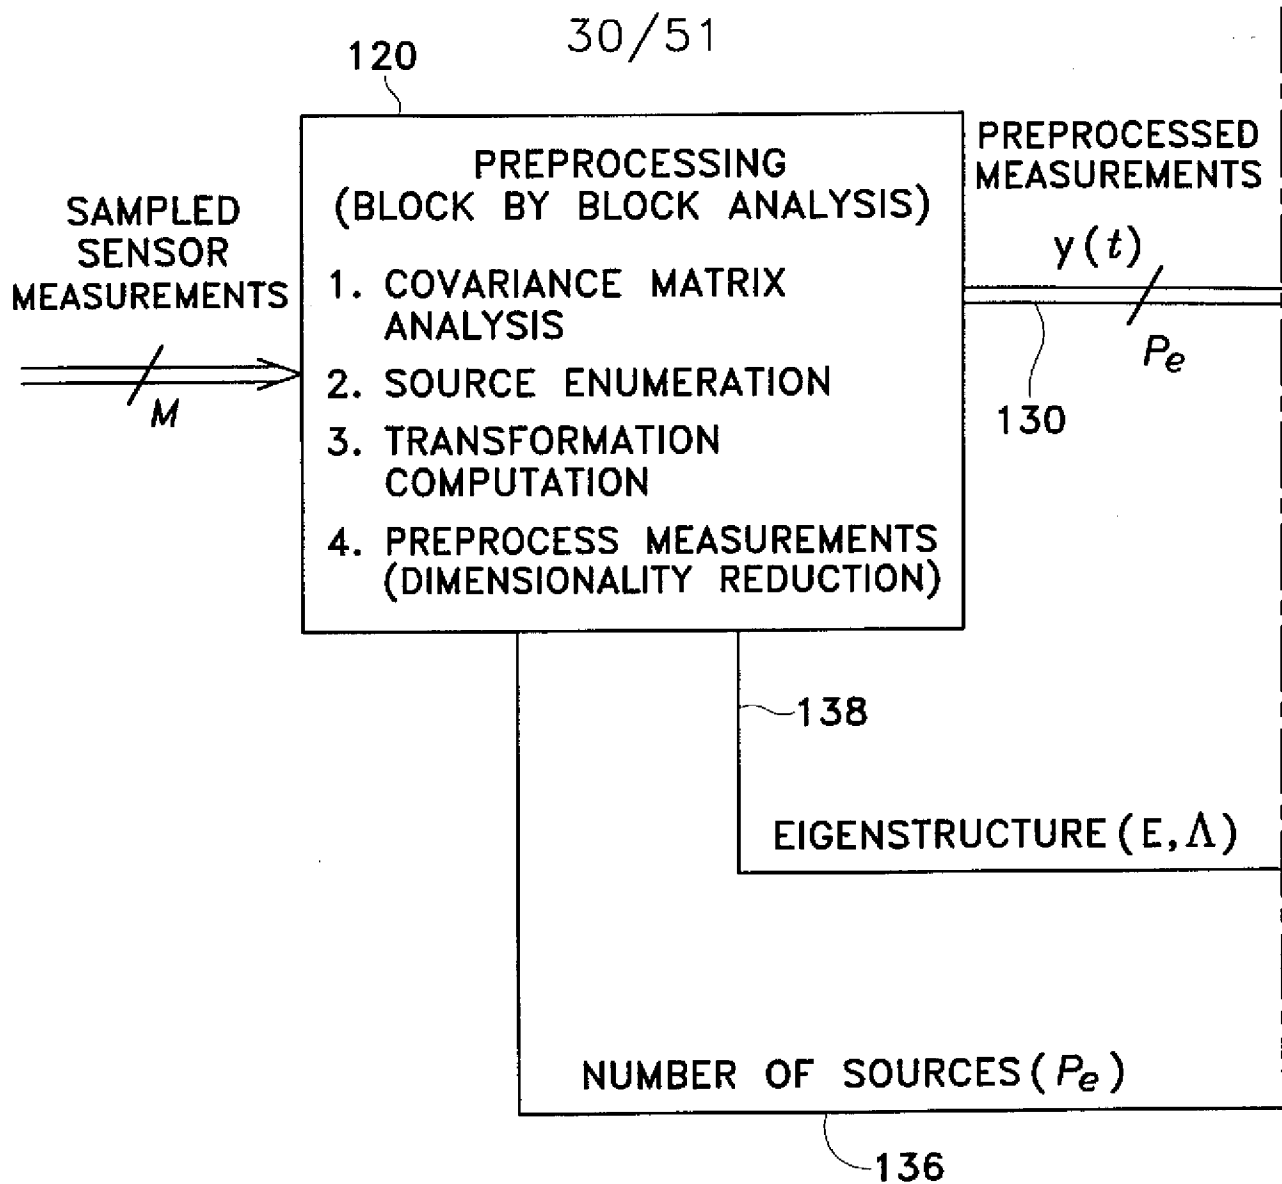 30/51
120
PREPROCESSING
(BLOCK BY BLOCK ANALYSIS)
1. COVARIANCE MATRIX
ANALYSIS
2. SOURCE ENUMERATION
3. TRANSFORMATION
COMPUTATION
4. PREPROCESS MEASUREMENTS
(DIMENSIONALITY REDUCTION)
SAMPLED
SENSOR
MEASUREMENTS
M
PREPROCESSED
MEASUREMENTS
y(t)
Pe
130
138
EIGENSTRUCTURE (E,Λ)
NUMBER OF SOURCES (Pe)
136